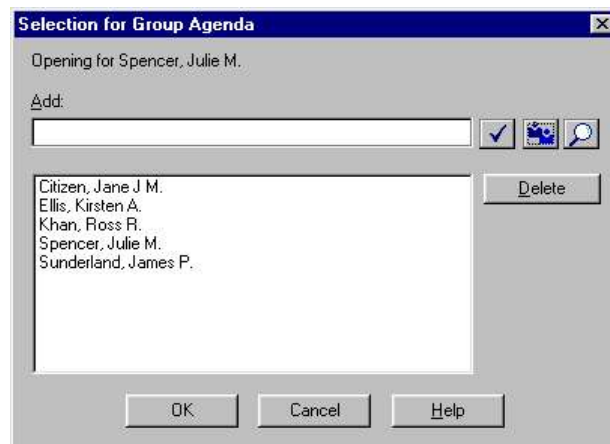 Selection for Group Agenda
Opening for Spencer, Julie M.
Add:
Citizen, Jane J M.
Ellis, Kirsten A.
Khan, Ross R.
Spencer, Julie M.
Sunderland, James P.
Delete
OK
Cancel
Help